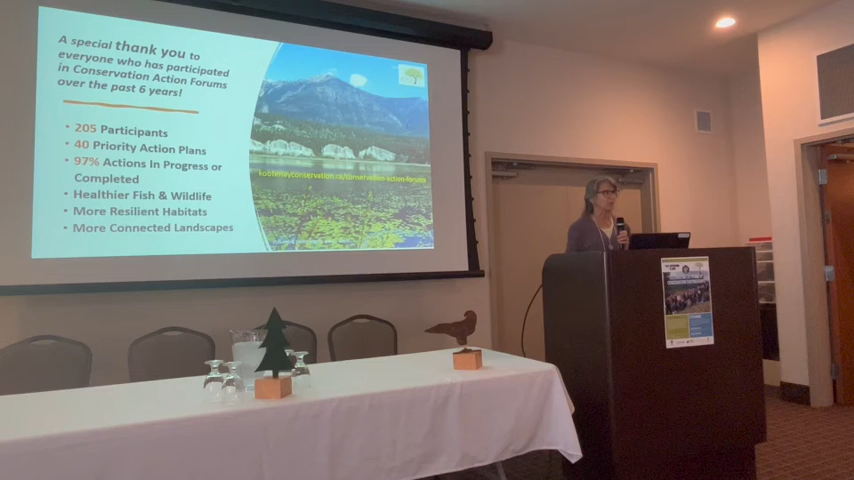 A special thank you to
everyone who has participated
in Conservation Action Forums
over the past 6 years!
• 205 Participants
• 40 Priority Action Plans
• 97% Actions In Progress or
Completed
• Healthier Fish & Wildlife
• More Resilient Habitats
• More Connected Landscapes
kootenayconservation.ca/conservation-action-forums